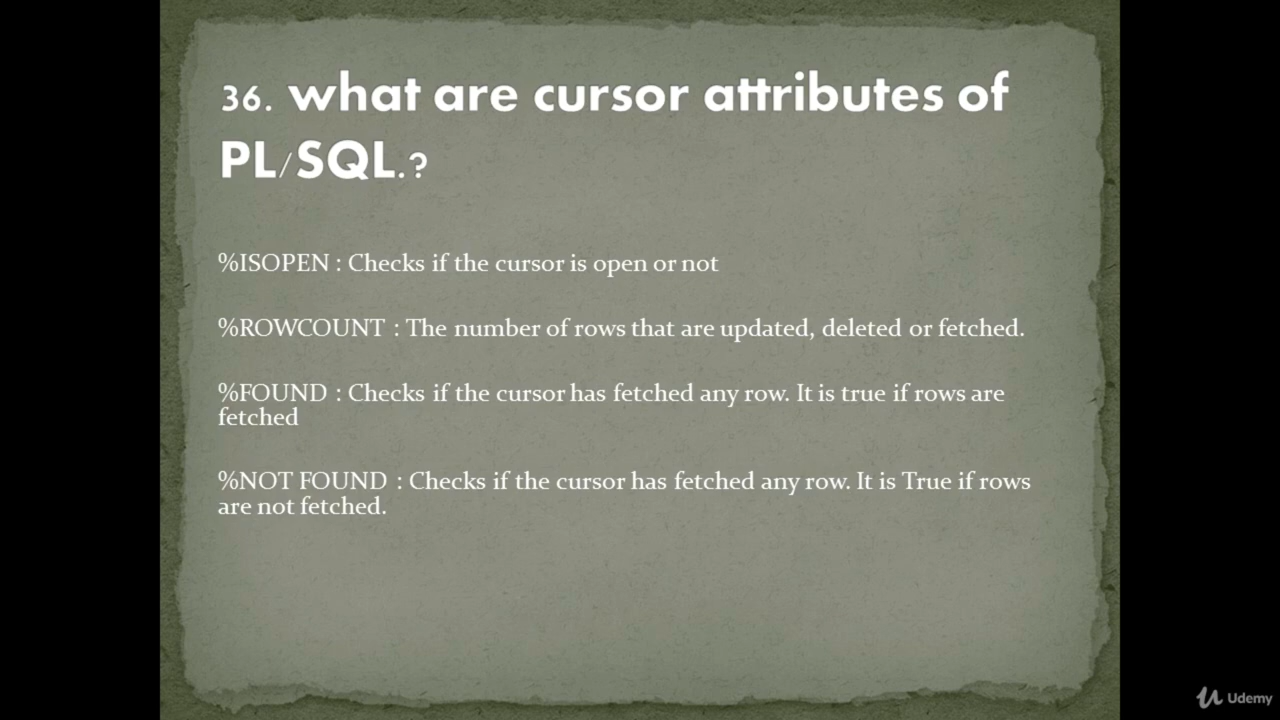 36. what are cursor attributes of
PL/SQL.?
%ISOPEN : Checks if the cursor is open or not
%ROWCOUNT : The number of rows that are updated, deleted or fetched.
%FOUND : Checks if the cursor has fetched any row. It is true if rows are
fetched
%NOT FOUND : Checks if the cursor has fetched any row. It is True if rows
are not fetched.
Udemy